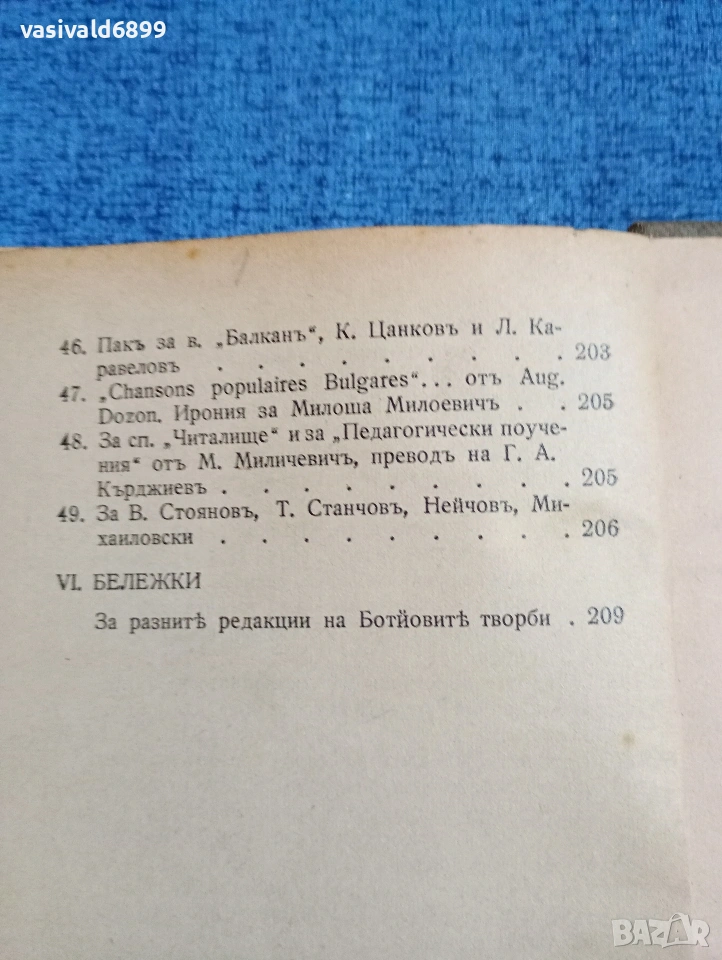 vasivald6899
46. Пакъ за в. „Балканъ“, К. Цанковъ и Л. Ка-
равеловъ . . . . . . . . 203
47. „Chansons populaires Bulgares“... отъ Aug.
Dozon. Ирония за Милоша Милоевичъ . . 205
48. За сп. „Читалище“ и за „Педагогически поуче-
ния“ отъ М. Миличевичъ, преводъ на Г. А.
Кърджиевъ . . . . . . . . 205
49. За В. Стояновъ, Т. Станчовъ, Нейчовъ, Ми-
хаиловски . . . . . . . . 206
VI. БЕЛЕЖКИ
За разнитѣ редакции на Ботйовитѣ творби . 209
BAZAR